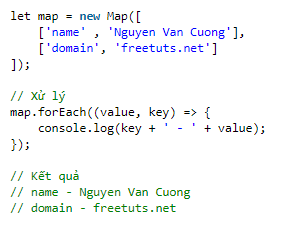 let map = new Map([
    ['name' , 'Nguyen Van Cuong'],
    ['domain', 'freetuts.net']
]);

// Xử lý
map.forEach((value, key) => {
    console.log(key + ' - ' + value);
});

// Kết quả
// name - Nguyen Van Cuong
// domain - freetuts.net